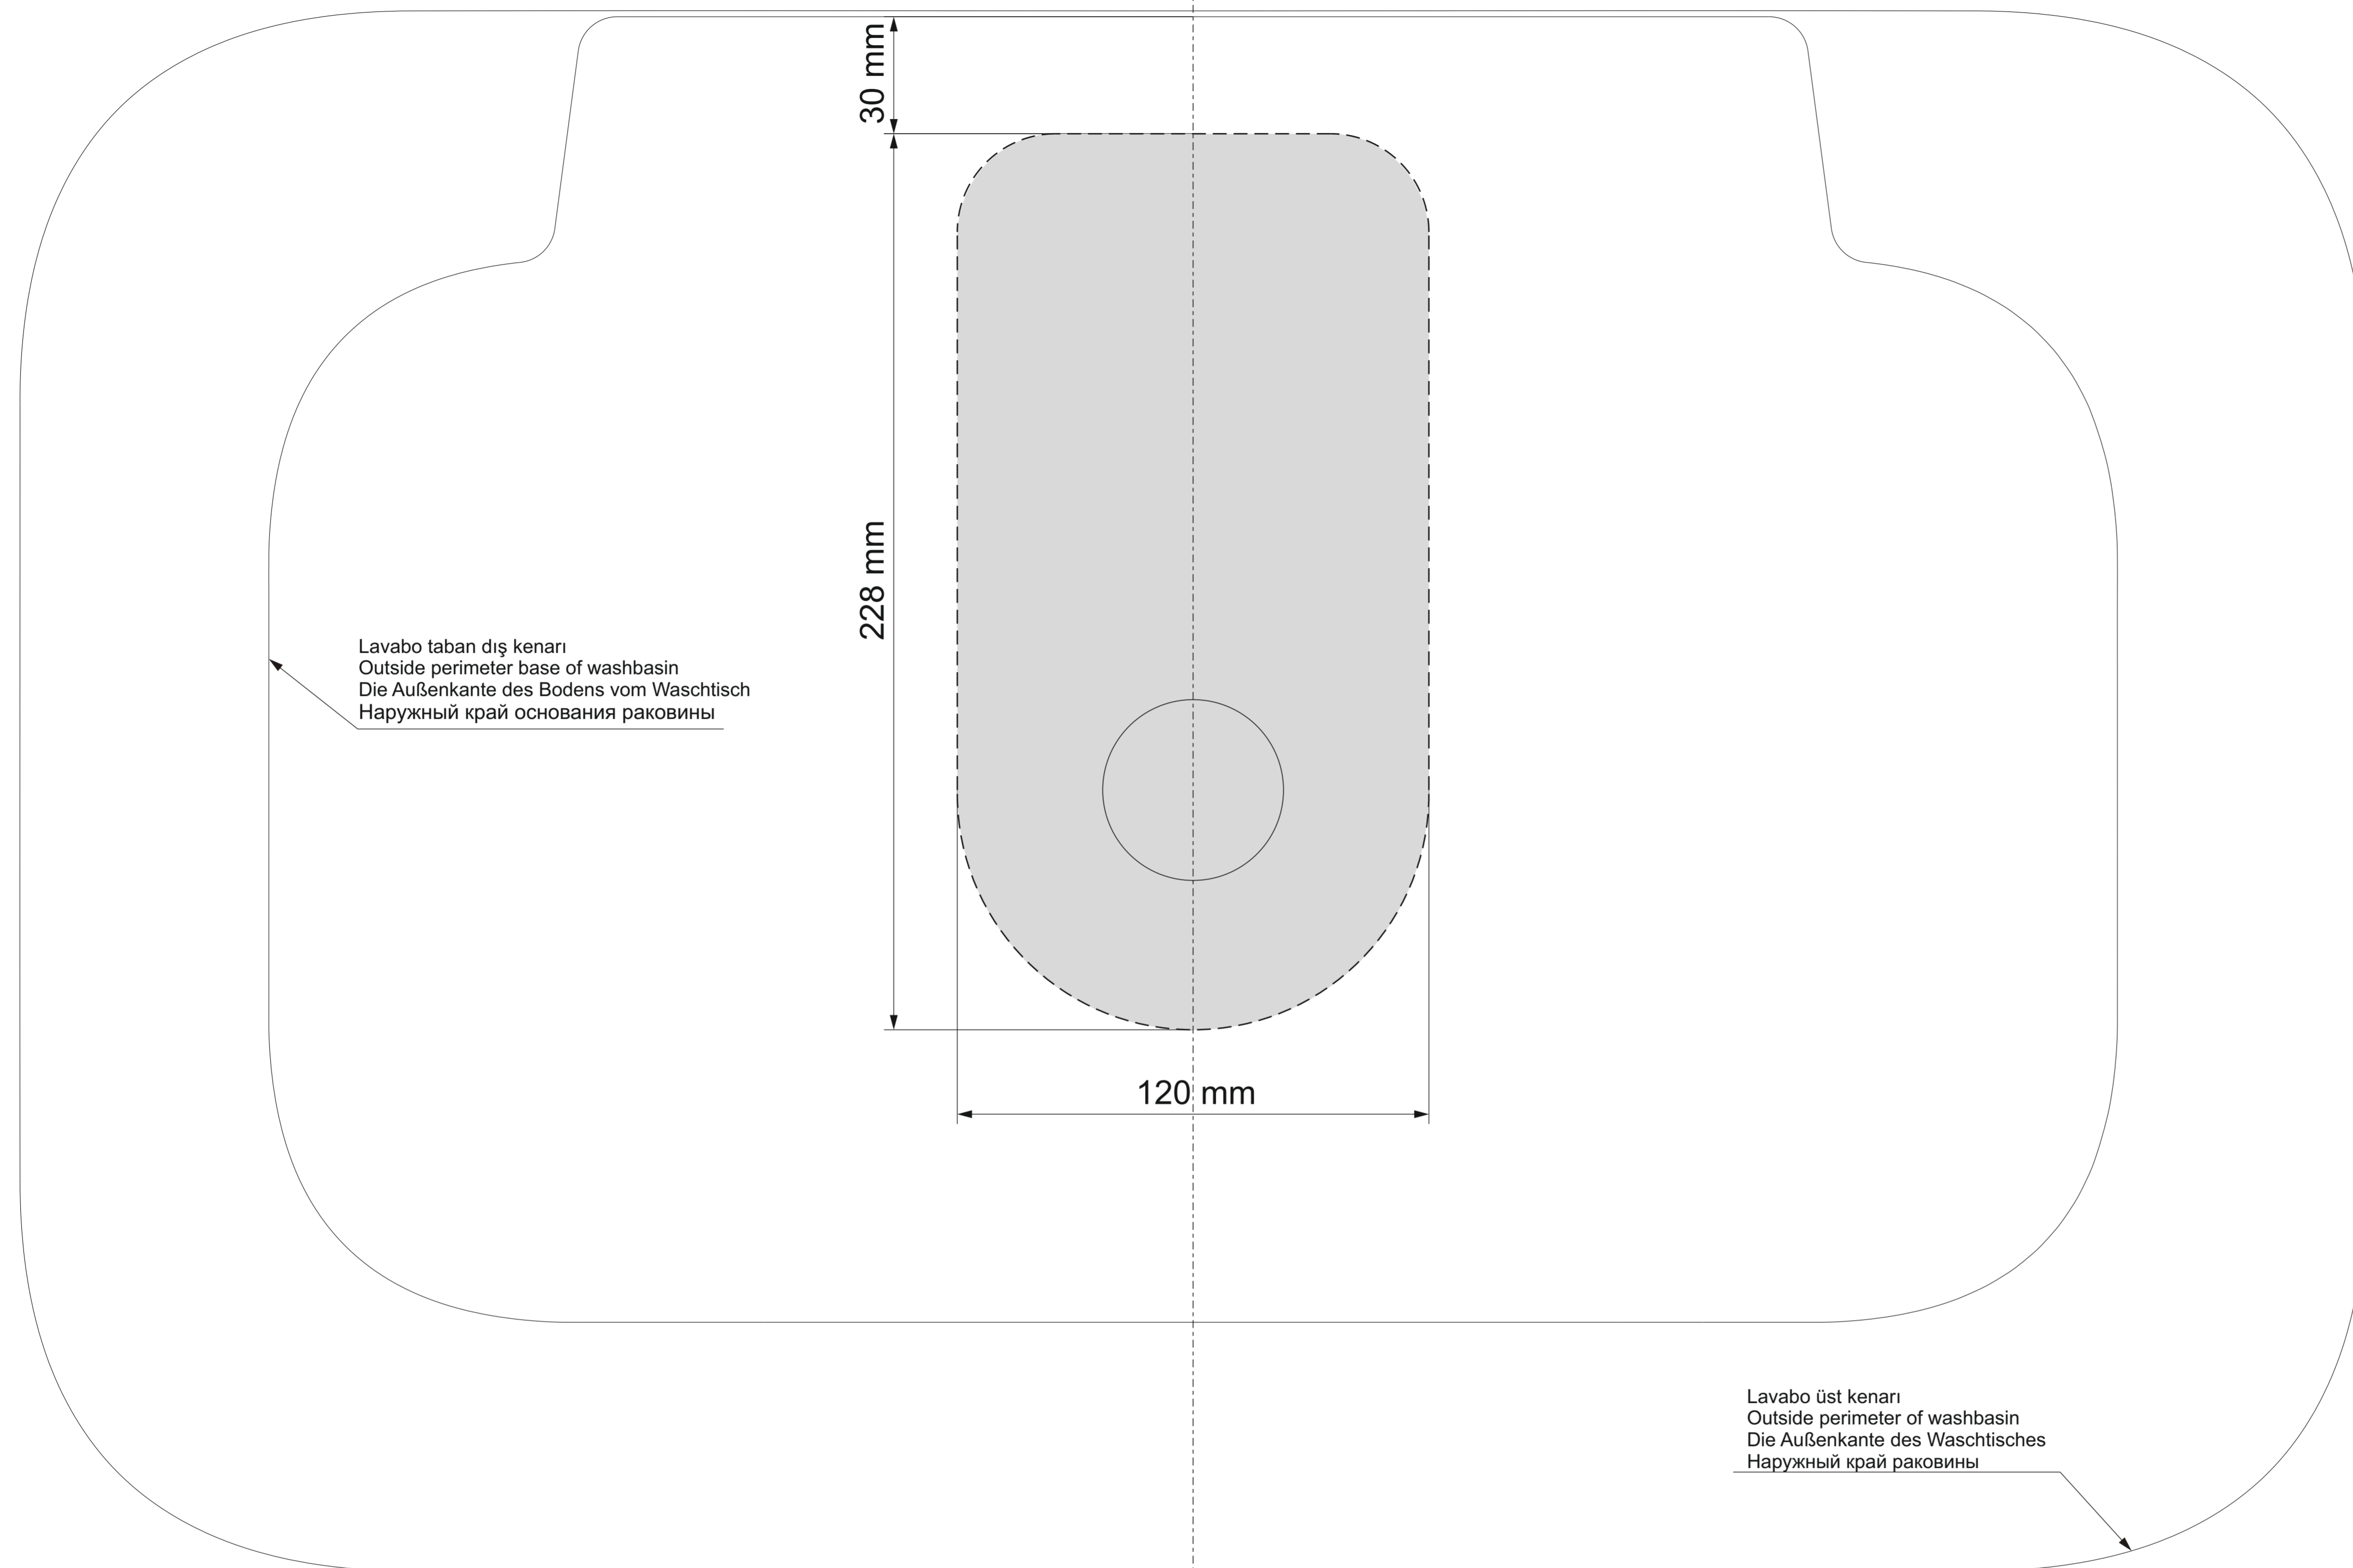 30 mm
228 mm
Lavabo taban dış kenarı
Outside perimeter base of washbasin
Die Außenkante des Bodens vom Waschtisch
Наружный край основания раковины
120 mm
Lavabo üst kenarı
Outside perimeter of washbasin
Die Außenkante des Waschtisches
Наружный край раковины